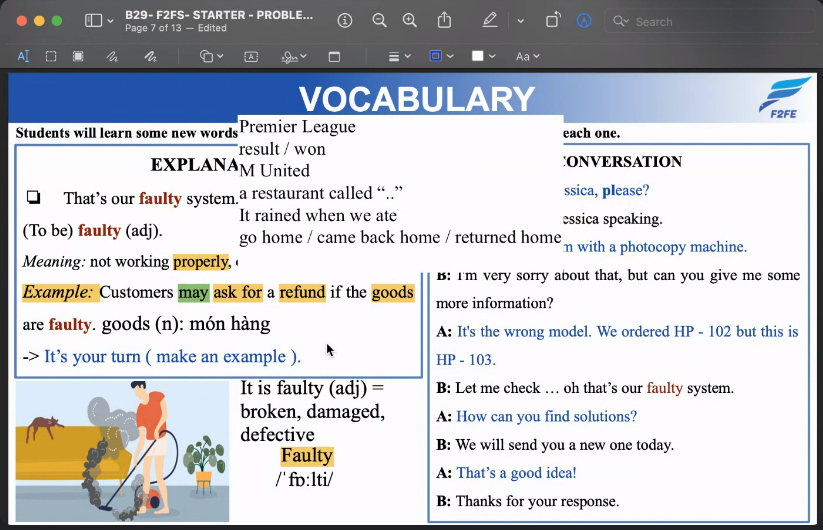 B29- F2FS- STARTER - PROBLE...
Page 7 of 13 — Edited
Search
Aa
VOCABULARY
F2FE
Students will learn some new words
each one.
Premier League
result / won
M United
a restaurant called “..”
It rained when we ate
go home / came back home / returned home
EXPLANA
❏ That’s our faulty system.
(To be) faulty (adj).
Meaning: not working properly,
Example: Customers may ask for a refund if the goods
are faulty. goods (n): món hàng
-> It’s your turn ( make an example ).
It is faulty (adj) =
broken, damaged,
defective
Faulty
/ˈfɒːlti/
CONVERSATION
ssica, please?
essica speaking.
m with a photocopy machine.
B: I'm very sorry about that, but can you give me some
more information?
A: It's the wrong model. We ordered HP - 102 but this is
HP - 103.
B: Let me check … oh that’s our faulty system.
A: How can you find solutions?
B: We will send you a new one today.
A: That’s a good idea!
B: Thanks for your response.